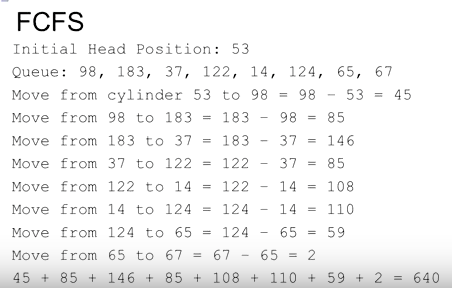 FCFS
Initial Head Position: 53
Queue: 98, 183, 37, 122, 14, 124, 65, 67
Move from cylinder 53 to 98 = 98 – 53 = 45
Move from 98 to 183 = 183 – 98 = 85
Move from 183 to 37 = 183 – 37 = 146
Move from 37 to 122 = 122 – 37 = 85
Move from 122 to 14 = 122 – 14 = 108
Move from 14 to 124 = 124 – 14 = 110
Move from 124 to 65 = 124 – 65 = 59
Move from 65 to 67 = 67 – 65 = 2
45 + 85 + 146 + 85 + 108 + 110 + 59 + 2 = 640